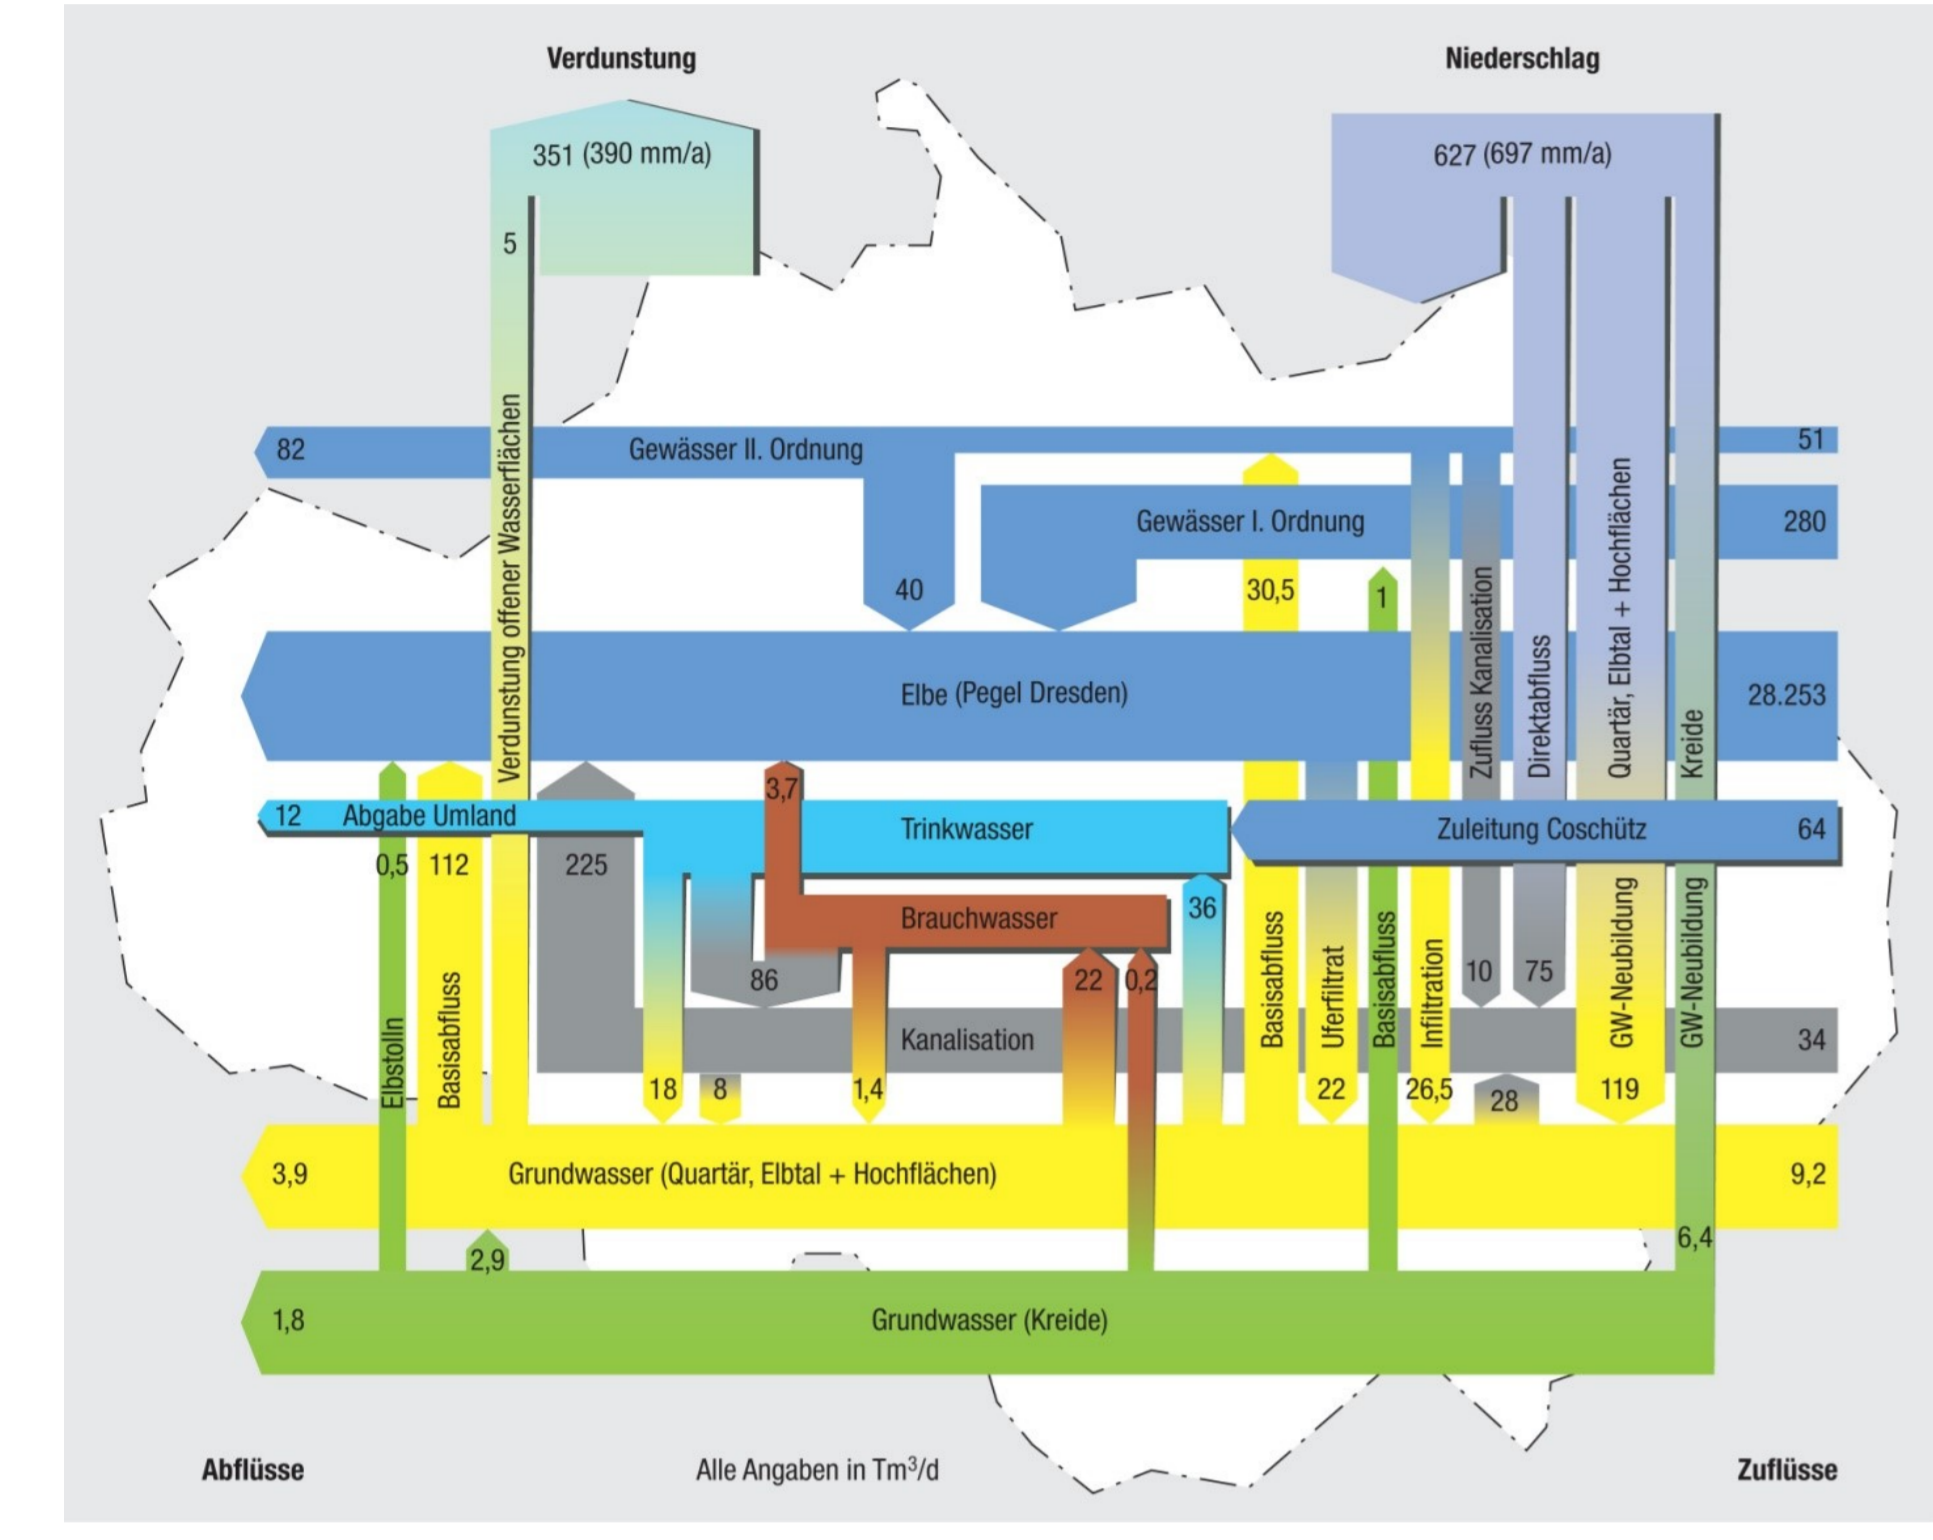 Verdunstung
Niederschlag
351 (390 mm/a)
627 (697 mm/a)
5
Verdunstung offener Wasserflächen
82
Gewässer II. Ordnung
51
Gewässer I. Ordnung
280
40
30,5
1
Zufluss Kanalisation
Direktabfluss
Quartär, Elbtal + Hochflächen
Kreide
Elbe (Pegel Dresden)
28.253
3,7
12
Abgabe Umland
Trinkwasser
Zuleitung Coschütz
64
0,5
112
225
Brauchwasser
36
86
22
0,2
10
75
Elbstolln
Basisabfluss
Basisabfluss
Uferfiltrat
Basisabfluss
Infiltration
GW-Neubildung
GW-Neubildung
Kanalisation
34
18
8
1,4
22
26,5
28
119
3,9
Grundwasser (Quartär, Elbtal + Hochflächen)
9,2
2,9
6,4
1,8
Grundwasser (Kreide)
Abflüsse
Alle Angaben in Tm³/d
Zuflüsse